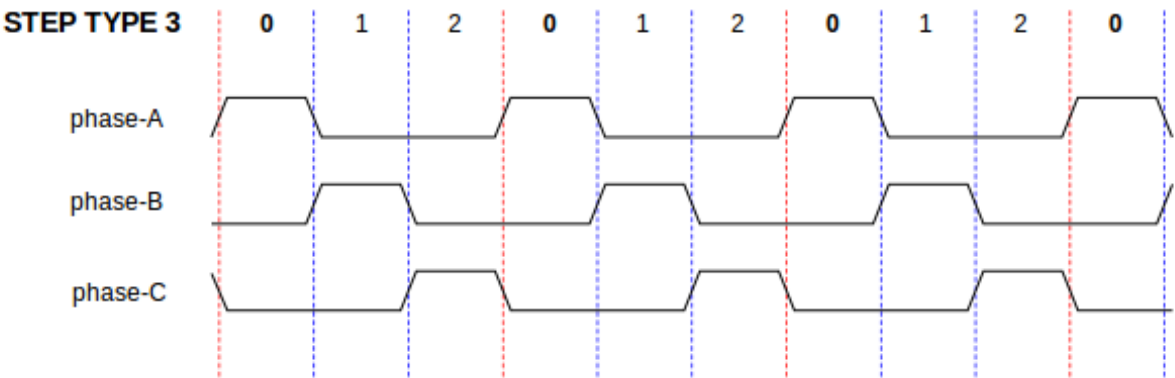 STEP TYPE 3 0 1 2 0 1 2 0 1 2 0
phase-A
phase-B
phase-C